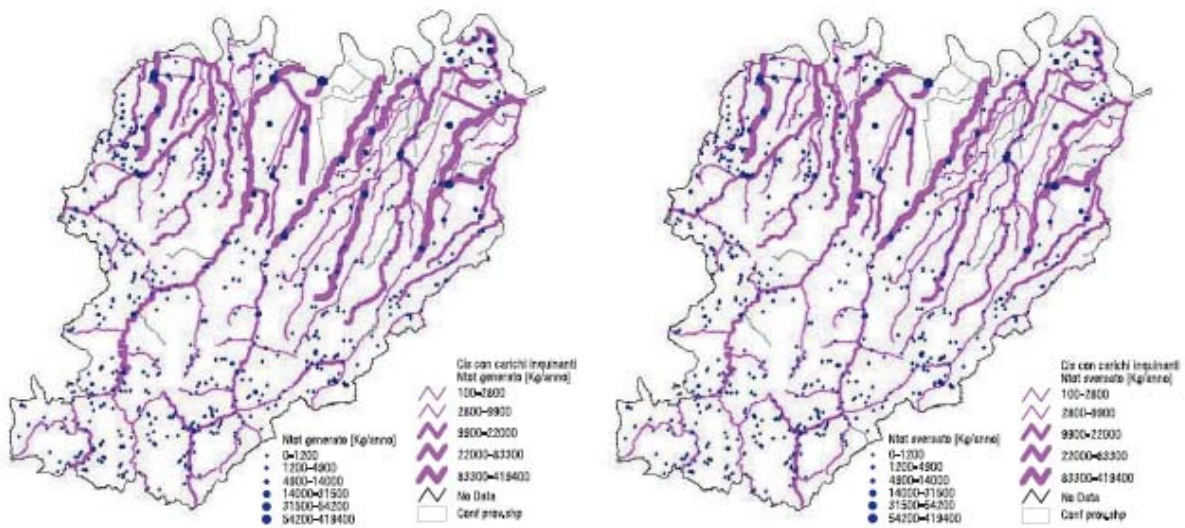 Cis con carichi inquinanti
Ntot generato [Kg/anno]
100-2800
2800-9900
9900-22000
22000-83300
83300-419400
No Data
Conf prov.shp
Ntot generato [Kg/anno]
0-1200
1200-4900
4900-14000
14000-31500
31500-54200
54200-419400
Cis con carichi inquinanti
Ntot sversato [Kg/anno]
100-2800
2800-9900
9900-22000
22000-83300
83300-419400
No Data
Conf prov.shp
Ntot sversato [Kg/anno]
0-1200
1200-4900
4900-14000
14000-31500
31500-54200
54200-419400